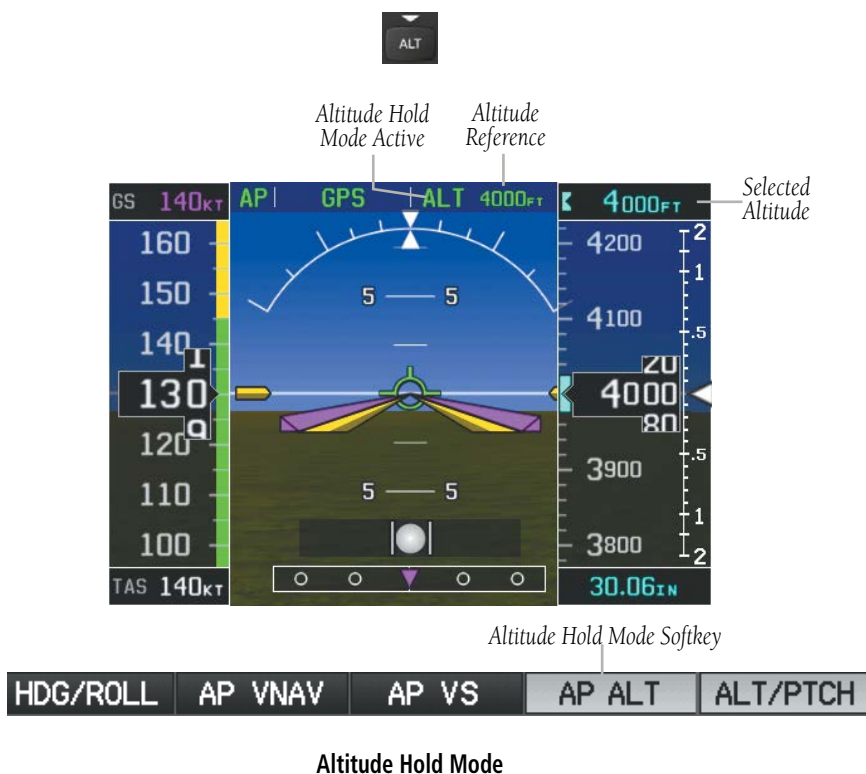 ALT
Altitude Hold
Mode Active
Altitude
Reference
Selected
Altitude
GS 140KT
AP GPS ALT 4000FT
4000FT
160
150
140
130
120
110
100
TAS 140KT
5 5
5 5
4200
4100
20
4000
80
3900
3800
2
1
.5
.5
1
2
30.06IN
Altitude Hold Mode Softkey
HDG/ROLL AP VNAV AP VS AP ALT ALT/PTCH
Altitude Hold Mode